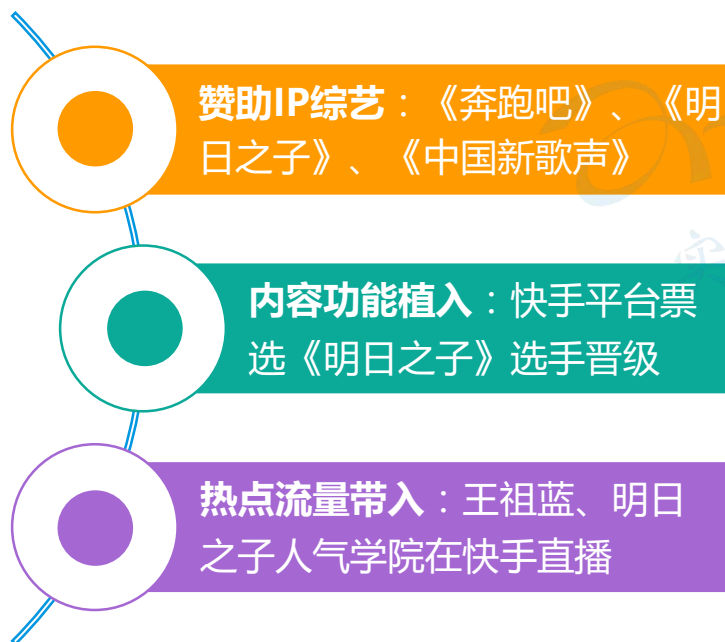 赞助IP综艺：《奔跑吧》、《明
日之子》、《中国新歌声》
内容功能植入：快手平台票
选《明日之子》选手晋级
热点流量带入：王祖蓝、明日
之子人气学院在快手直播